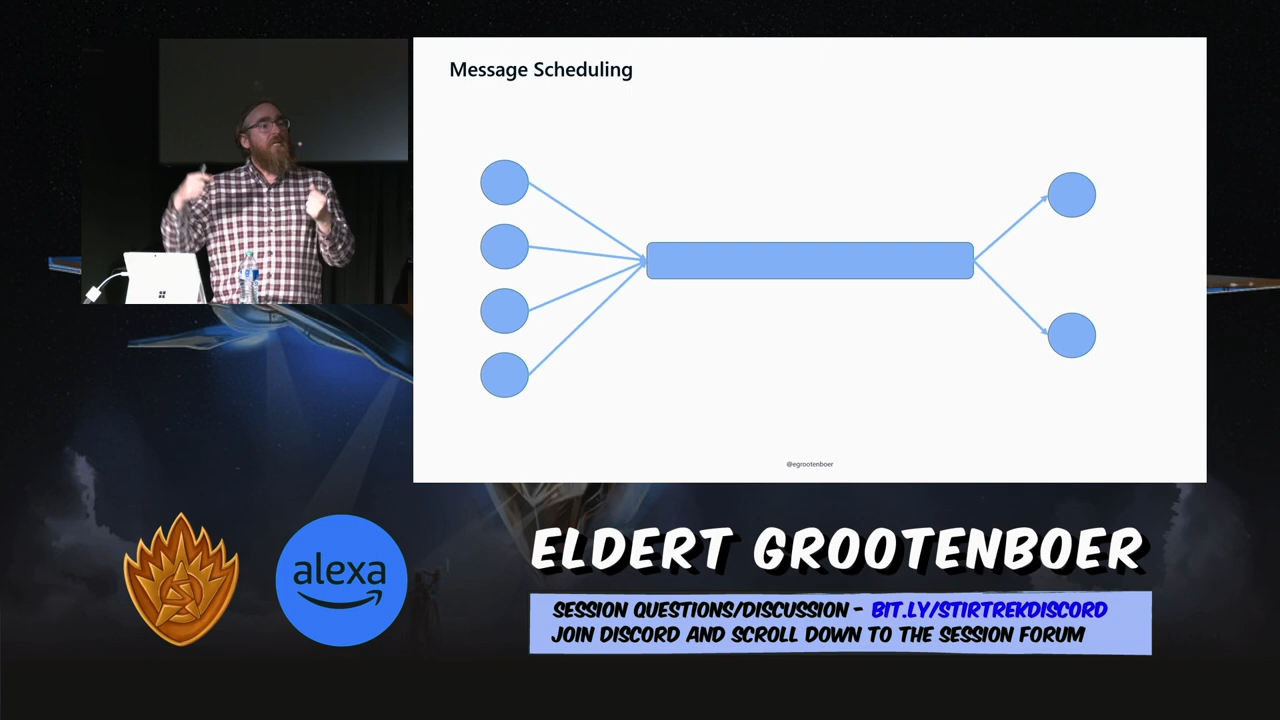 Message Scheduling
@egrootenboer
alexa
ELDERT GROOTENBOER
SESSION QUESTIONS/DISCUSSION - BIT.LY/STIRTREKDISCORD
JOIN DISCORD AND SCROLL DOWN TO THE SESSION FORUM